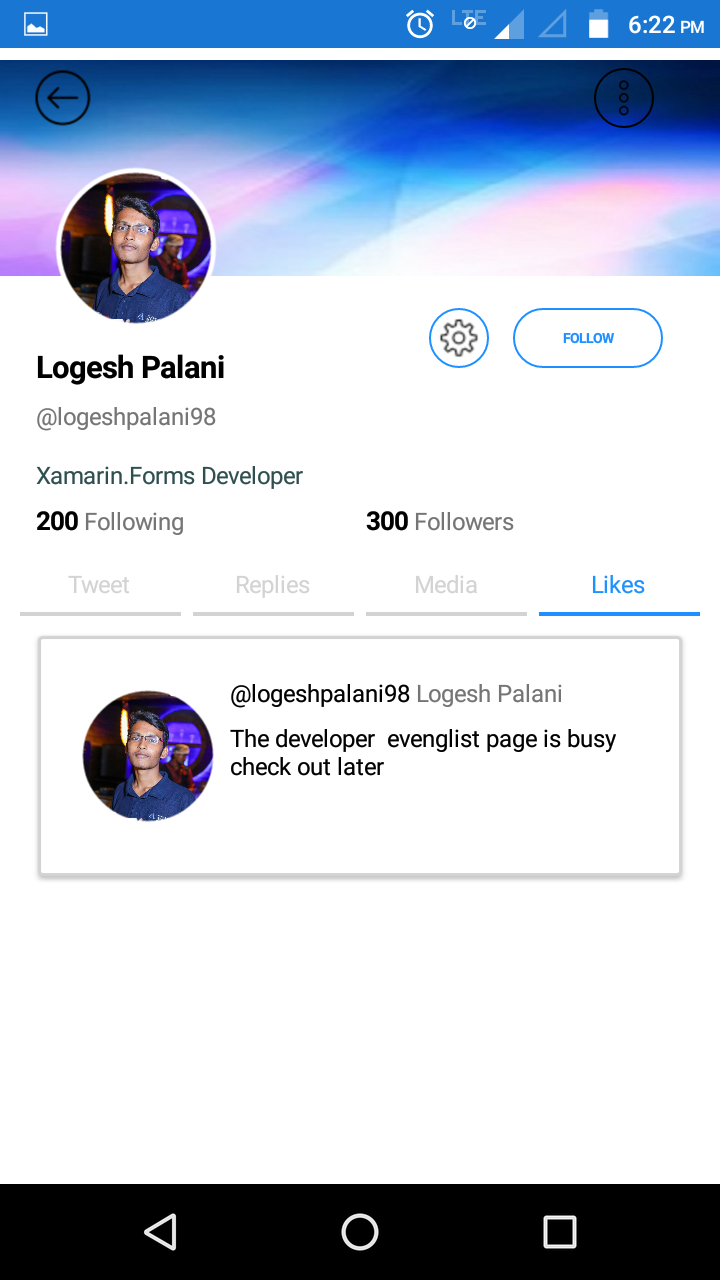 LTE 6:22 PM
FOLLOW
Logesh Palani
@logeshpalani98
Xamarin.Forms Developer
200 Following 300 Followers
Tweet Replies Media Likes
@logeshpalani98 Logesh Palani
The developer evenglist page is busy
check out later